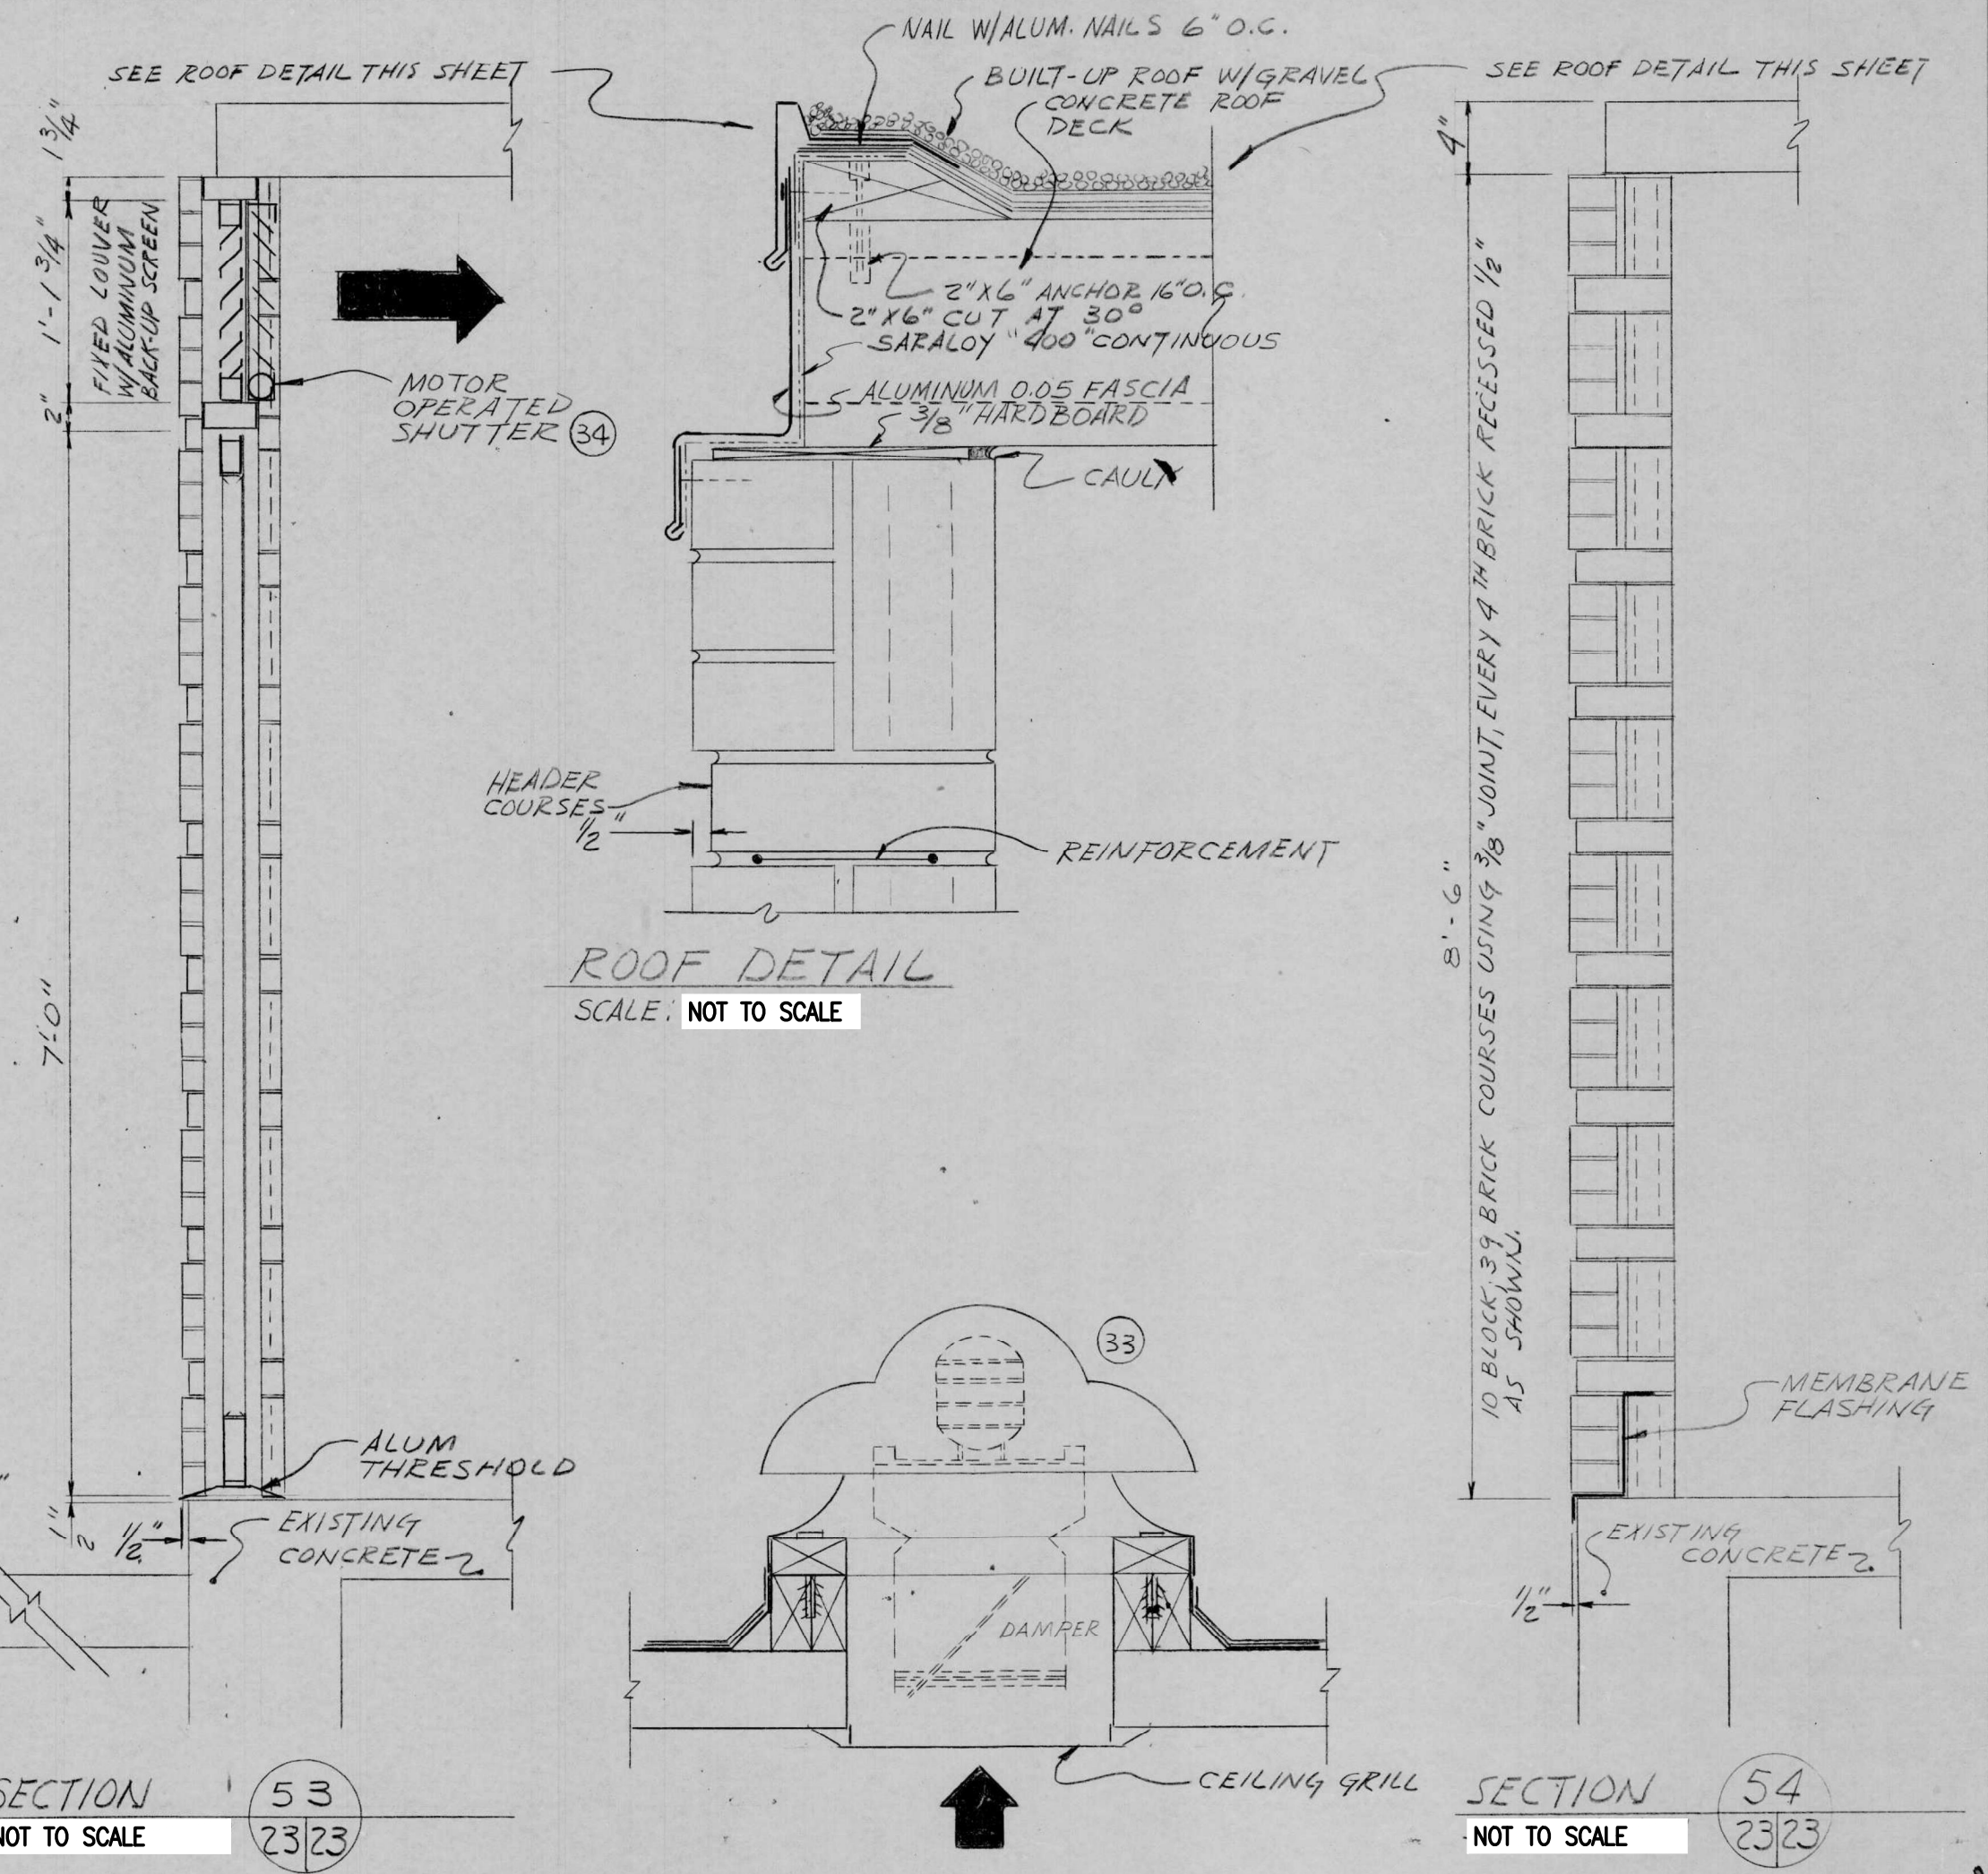 NAIL W/ALUM. NAILS 6" O.C.
SEE ROOF DETAIL THIS SHEET
BUILT-UP ROOF W/GRAVEL
CONCRETE ROOF
DECK
SEE ROOF DETAIL THIS SHEET
1 3/4"
1'-1 3/4"
2"
7'-0"
1/2"
1/2"
FIXED LOUVER
W/ALUMINUM
BACK-UP SCREEN
MOTOR
OPERATED
SHUTTER 34
2"X6" ANCHOR 16"O.C.
2"X6" CUT AT 30°
SARALOY "400" CONTINUOUS
ALUMINUM 0.05 FASCIA
3/8" HARDBOARD
CAULK
HEADER
COURSES
1/2"
REINFORCEMENT
ROOF DETAIL
SCALE: NOT TO SCALE
4"
8'-6"
10 BLOCK, 39 BRICK COURSES USING 3/8" JOINT, EVERY 4TH BRICK RECESSED 1/2"
AS SHOWN.
33
DAMPER
CEILING GRILL
ALUM
THRESHOLD
EXISTING
CONCRETE
MEMBRANE
FLASHING
EXISTING
CONCRETE
1/2"
SECTION 53
NOT TO SCALE 23 23
SECTION 54
NOT TO SCALE 23 23